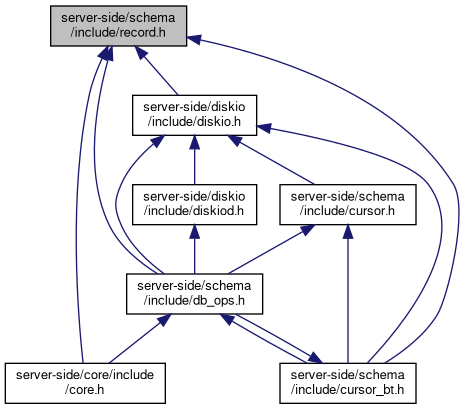 server-side/schema
/include/record.h
server-side/diskio
/include/diskio.h
server-side/diskio
/include/diskiod.h
server-side/schema
/include/cursor.h
server-side/schema
/include/db_ops.h
server-side/core/include
/core.h
server-side/schema
/include/cursor_bt.h